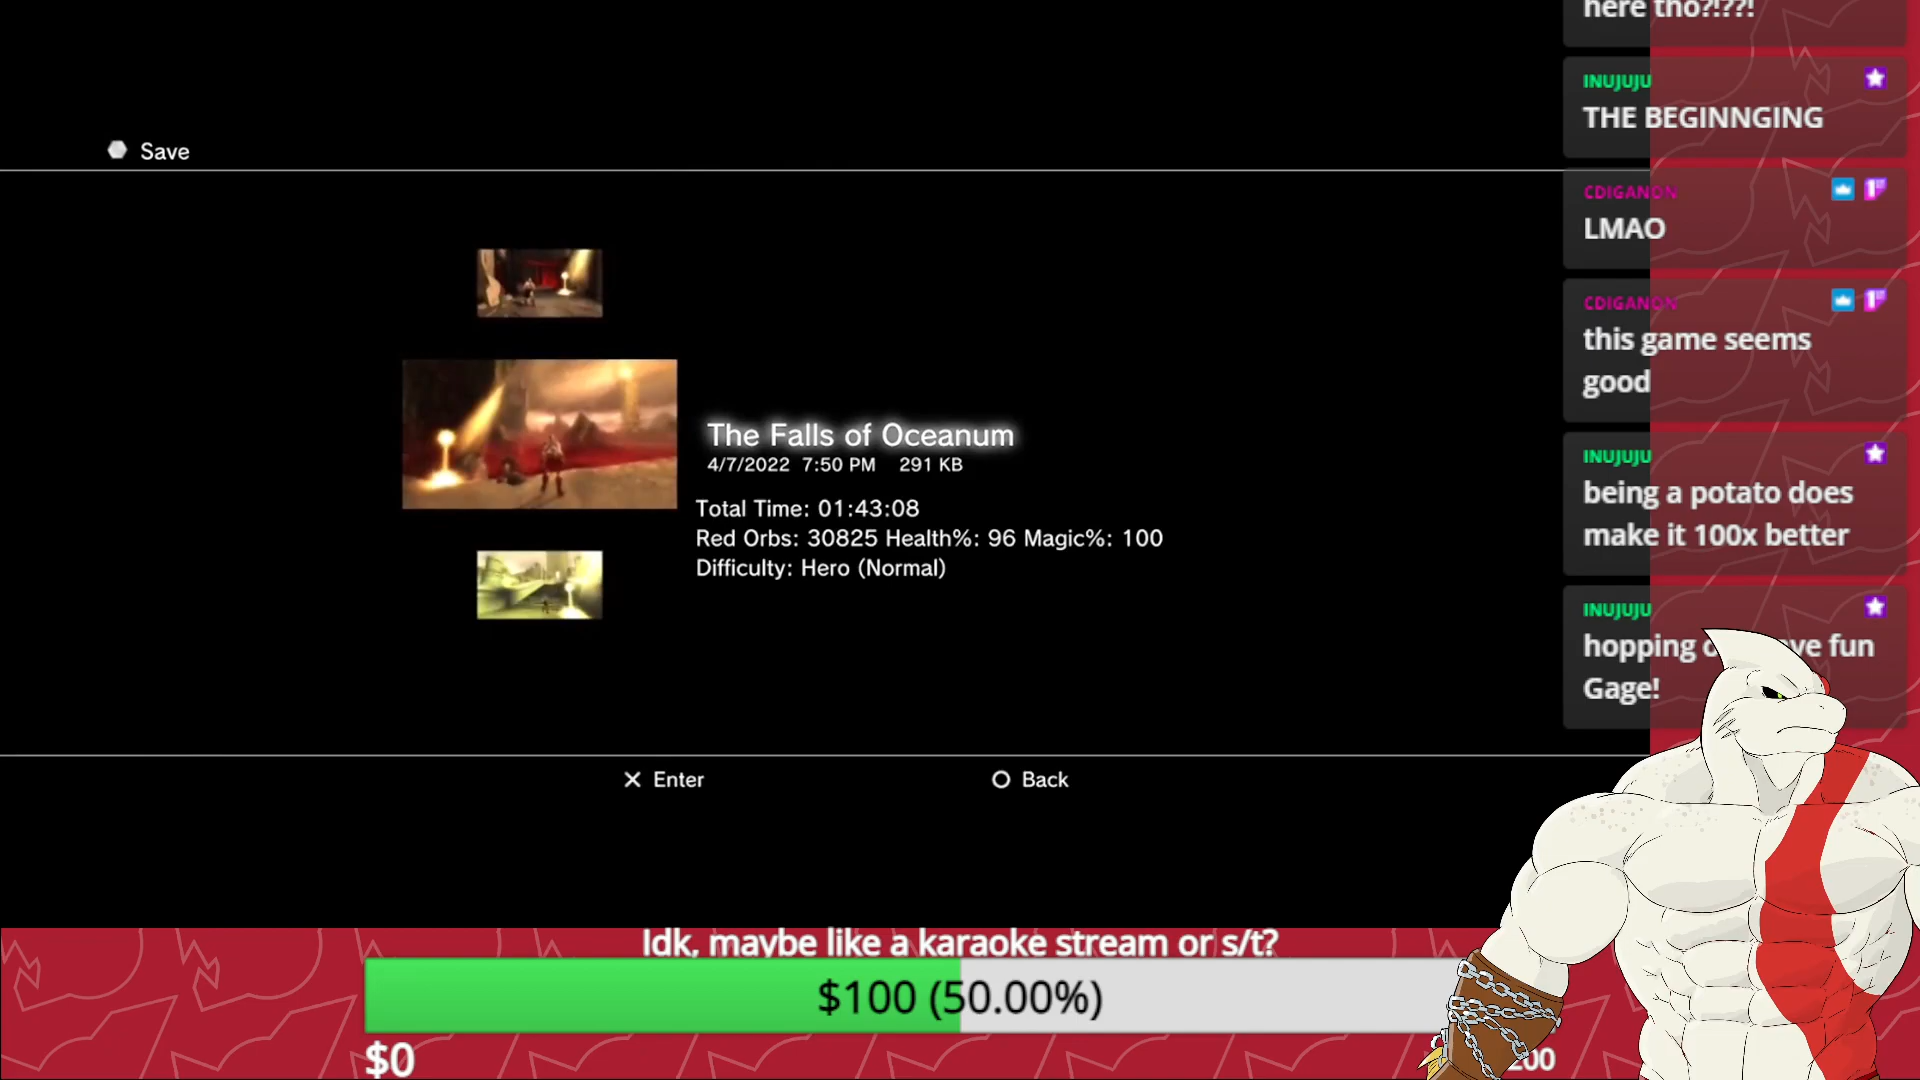 Save
The Falls of Oceanum
4/7/2022 7:50 PM 291 KB
Total Time: 01:43:08
Red Orbs: 30825 Health%: 96 Magic%: 100
Difficulty: Hero (Normal)
X Enter
O Back
here tho?!??!
INUJUJU
THE BEGINNGING
CDIGANON
LMAO
CDIGANON
this game seems
good
INUJUJU
being a potato does
make it 100x better
INUJUJU
hopping fun
Gage!
Idk, maybe like a karaoke stream or s/t?
$100 (50.00%)
$0